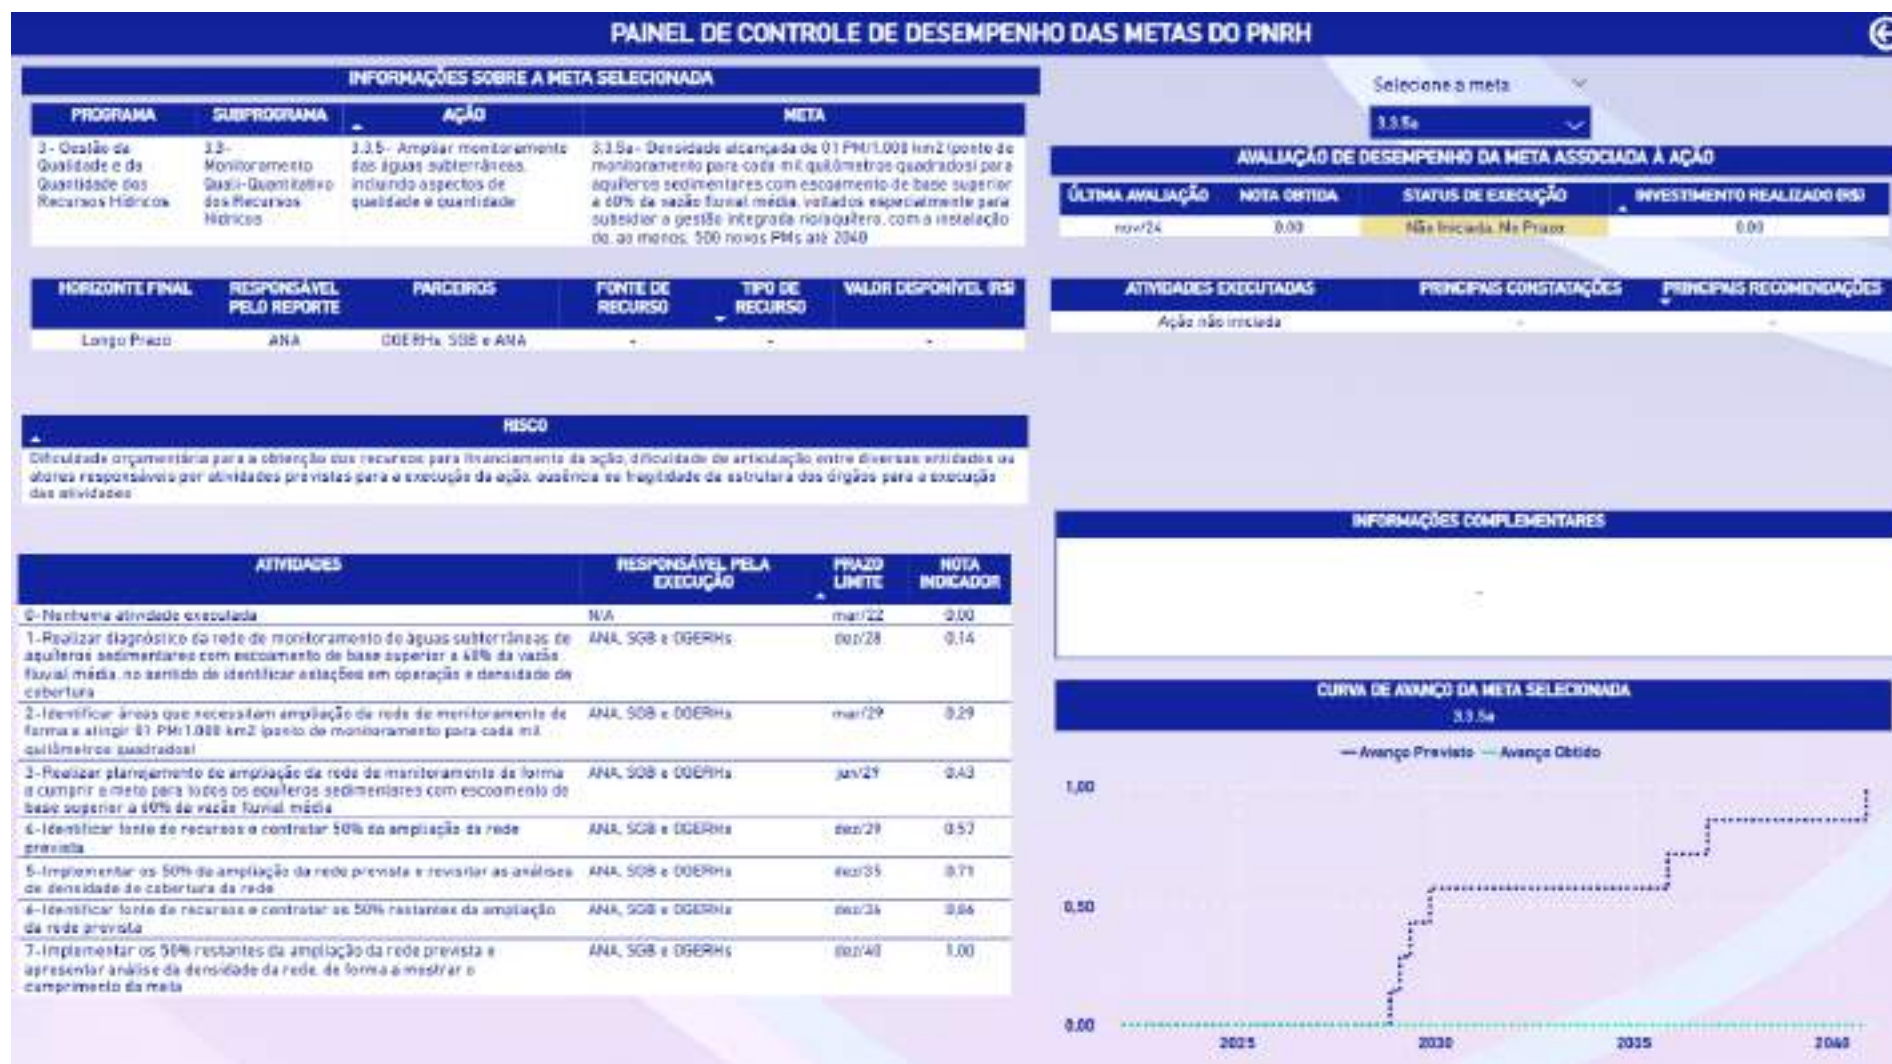 PAINEL DE CONTROLE DE DESEMPENHO DAS METAS DO PNRH
INFORMAÇÕES SOBRE A META SELECIONADA
PROGRAMA SUBPROGRAMA AÇÃO META
3- Gestão da 3.3- 3.3.5- Ampliar monitoramento 3.3.5a- Densidade alcançada de 01 PM/1.000 km2 (ponto de
Qualidade e da Monitoramento das águas subterrâneas, monitoramento para cada mil quilômetros quadrados) para
Quantidade dos Quali-Quantitativo incluindo aspectos de aquíferos sedimentares com escoamento de base superior
Recursos Hídricos dos Recursos qualidade e quantidade a 60% da vazão fluvial média, voltados especialmente para
Hídricos subsidiar a gestão integrada rio/aquífero, com a instalação
de, ao menos, 500 novos PMs até 2040
HORIZONTE FINAL RESPONSÁVEL PELO REPORTE PARCEIROS FONTE DE RECURSO TIPO DE RECURSO VALOR DISPONÍVEL (R$)
Longo Prazo ANA OGERHs, SGB e ANA - - -
RISCO
Dificuldade orçamentária para a obtenção dos recursos para financiamento da ação, dificuldade de articulação entre diversas entidades ou
atores responsáveis por atividades previstas para a execução da ação, ausência ou fragilidade da estrutura dos órgãos para a execução
das atividades
ATIVIDADES RESPONSÁVEL PELA EXECUÇÃO PRAZO LIMITE NOTA INDICADOR
0-Nenhuma atividade executada N/A mar/22 0,00
1-Realizar diagnóstico da rede de monitoramento de águas subterrâneas de ANA, SGB e OGERHs dez/28 0,14
aquíferos sedimentares com escoamento de base superior a 60% da vazão
fluvial média, no sentido de identificar estações em operação e densidade de
cobertura
2-Identificar áreas que necessitam ampliação da rede de monitoramento de ANA, SGB e OGERHs mar/29 0,29
forma a atingir 01 PM/1.000 km2 (ponto de monitoramento para cada mil
quilômetros quadrados)
3-Realizar planejamento de ampliação da rede de monitoramento de forma ANA, SGB e OGERHs jun/29 0,43
a cumprir a meta para todos os aquíferos sedimentares com escoamento de
base superior a 60% da vazão fluvial média
4-Identificar fonte de recursos e contratar 50% da ampliação da rede ANA, SGB e OGERHs dez/29 0,57
prevista
5-Implementar os 50% da ampliação da rede prevista e revisitar as análises ANA, SGB e OGERHs dez/35 0,71
de densidade de cobertura da rede
6-Identificar fonte de recursos e contratar os 50% restantes da ampliação ANA, SGB e OGERHs dez/36 0,86
da rede prevista
7-Implementar os 50% restantes da ampliação da rede prevista e ANA, SGB e OGERHs dez/40 1,00
apresentar análise da densidade da rede, de forma a mostrar o
cumprimento da meta
Selecione a meta
3.3.5a
AVALIAÇÃO DE DESEMPENHO DA META ASSOCIADA À AÇÃO
ÚLTIMA AVALIAÇÃO NOTA OBTIDA STATUS DE EXECUÇÃO INVESTIMENTO REALIZADO (R$)
nov/24 0,00 Não Iniciada, No Prazo 0,00
ATIVIDADES EXECUTADAS PRINCIPAIS CONSTATAÇÕES PRINCIPAIS RECOMENDAÇÕES
Ação não iniciada - -
INFORMAÇÕES COMPLEMENTARES
-
CURVA DE AVANÇO DA META SELECIONADA
3.3.5a
Avanço Previsto Avanço Obtido
1,00
0,50
0,00
2025 2030 2035 2040